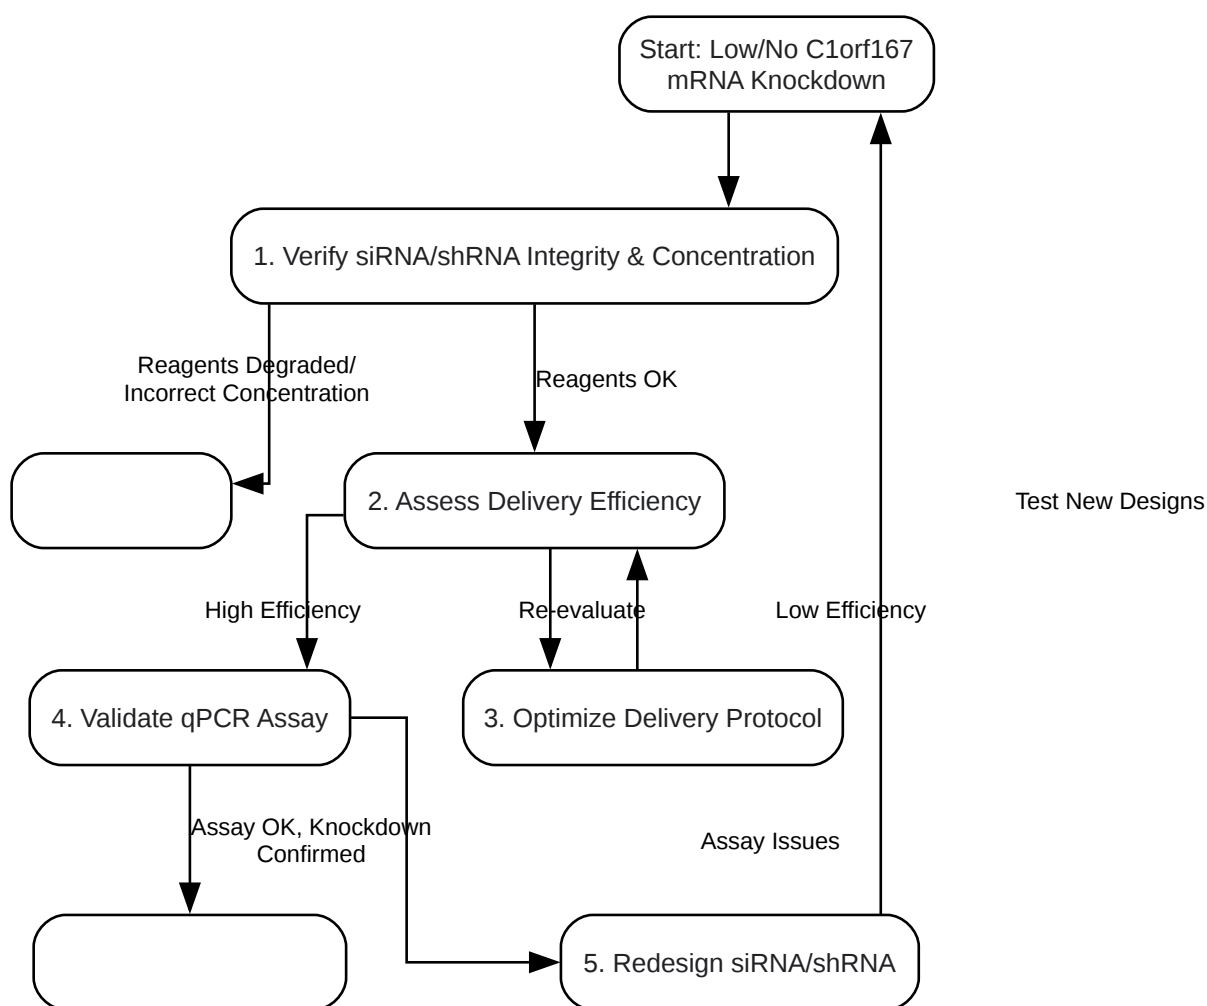 Start: Low/No C1orf167
mRNA Knockdown
1. Verify siRNA/shRNA Integrity & Concentration
Reagents Degraded/
Incorrect Concentration
Reagents OK
2. Assess Delivery Efficiency
Test New Designs
High Efficiency
Re-evaluate
Low Efficiency
4. Validate qPCR Assay
3. Optimize Delivery Protocol
Assay OK, Knockdown
Confirmed
Assay Issues
5. Redesign siRNA/shRNA